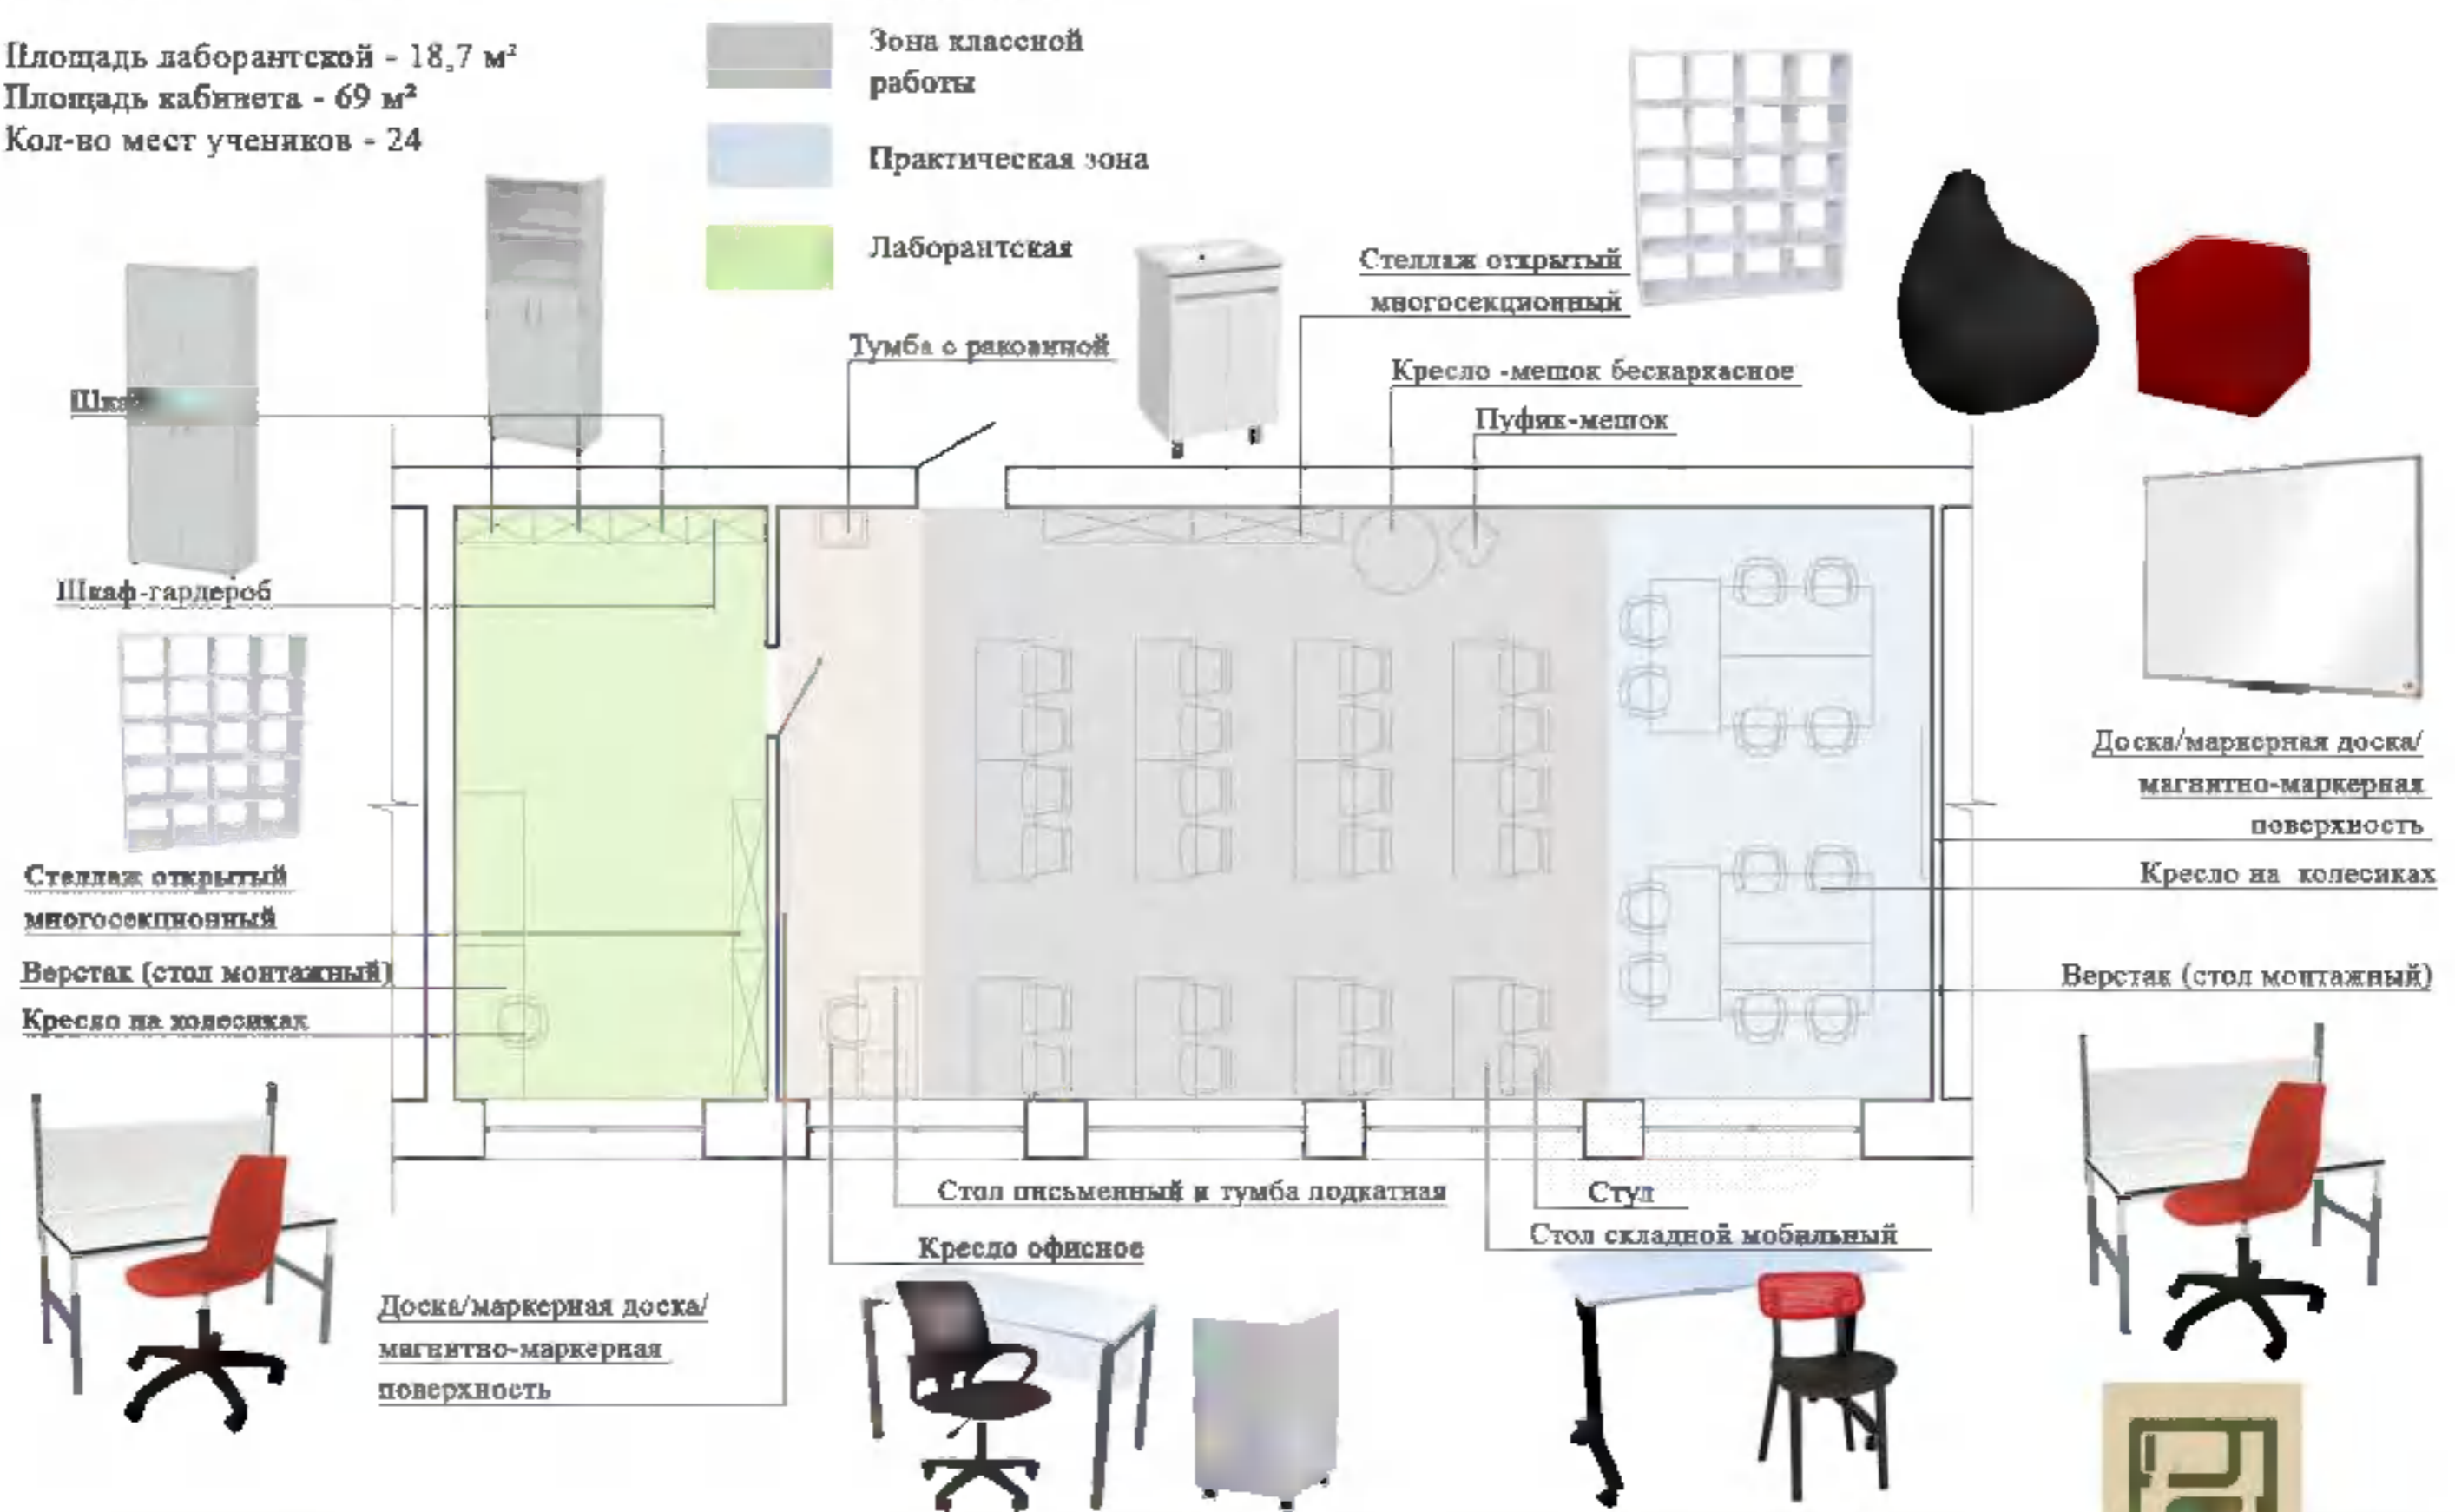 Площадь лаборантской - 18,7 м²
Площадь кабинета - 69 м²
Кол-во мест учеников - 24
Зона классной
работы
Практическая зона
Лаборантская
Тумба с раковиной
Стеллаж открытый
многосекционный
Кресло -мешок бескаркасное
Пуфик-мешок
Шкаф-гардероб
Стеллаж открытый
многосекционный
Верстак (стол монтажный)
Кресло на колесиках
Доска/маркерная доска/
магнитно-маркерная
поверхность
Кресло на колесиках
Верстак (стол монтажный)
Стол письменный и тумба подкатная
Кресло офисное
Стул
Стол складной мобильный
Доска/маркерная доска/
магнитно-маркерная
поверхность